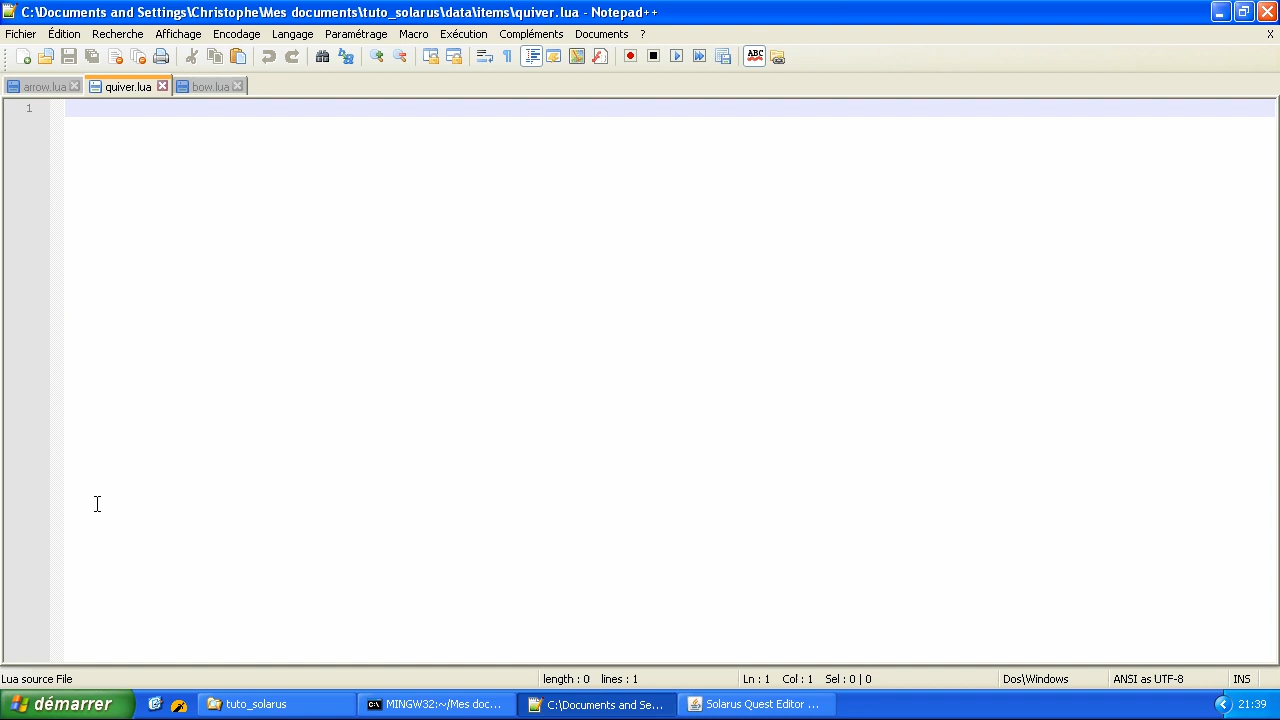 C:\Documents and Settings\Christophe\Mes documents\tuto_solarus\data\items\quiver.lua - Notepad++
Fichier Édition Recherche Affichage Encodage Langage Paramétrage Macro Exécution Compléments Documents ? X
ABC
arrow.lua quiver.lua bow.lua
1
Lua source File length : 0 lines : 1 Ln : 1 Col : 1 Sel : 0 | 0 Dos\Windows ANSI as UTF-8 INS
démarrer tuto_solarus MINGW32:~/Mes doc... C:\Documents and Se... Solarus Quest Editor ... 21:39